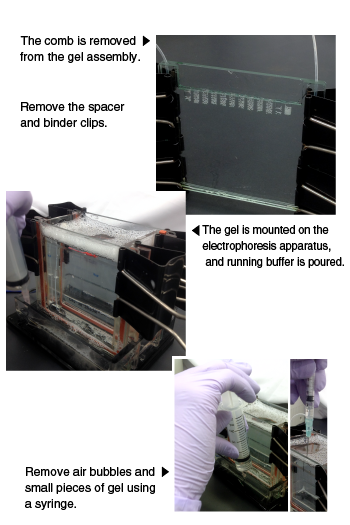 The comb is removed
from the gel assembly.
Remove the spacer
and binder clips.
The gel is mounted on the
electrophoresis apparatus,
and running buffer is poured.
Remove air bubbles and
small pieces of gel using
a syringe.